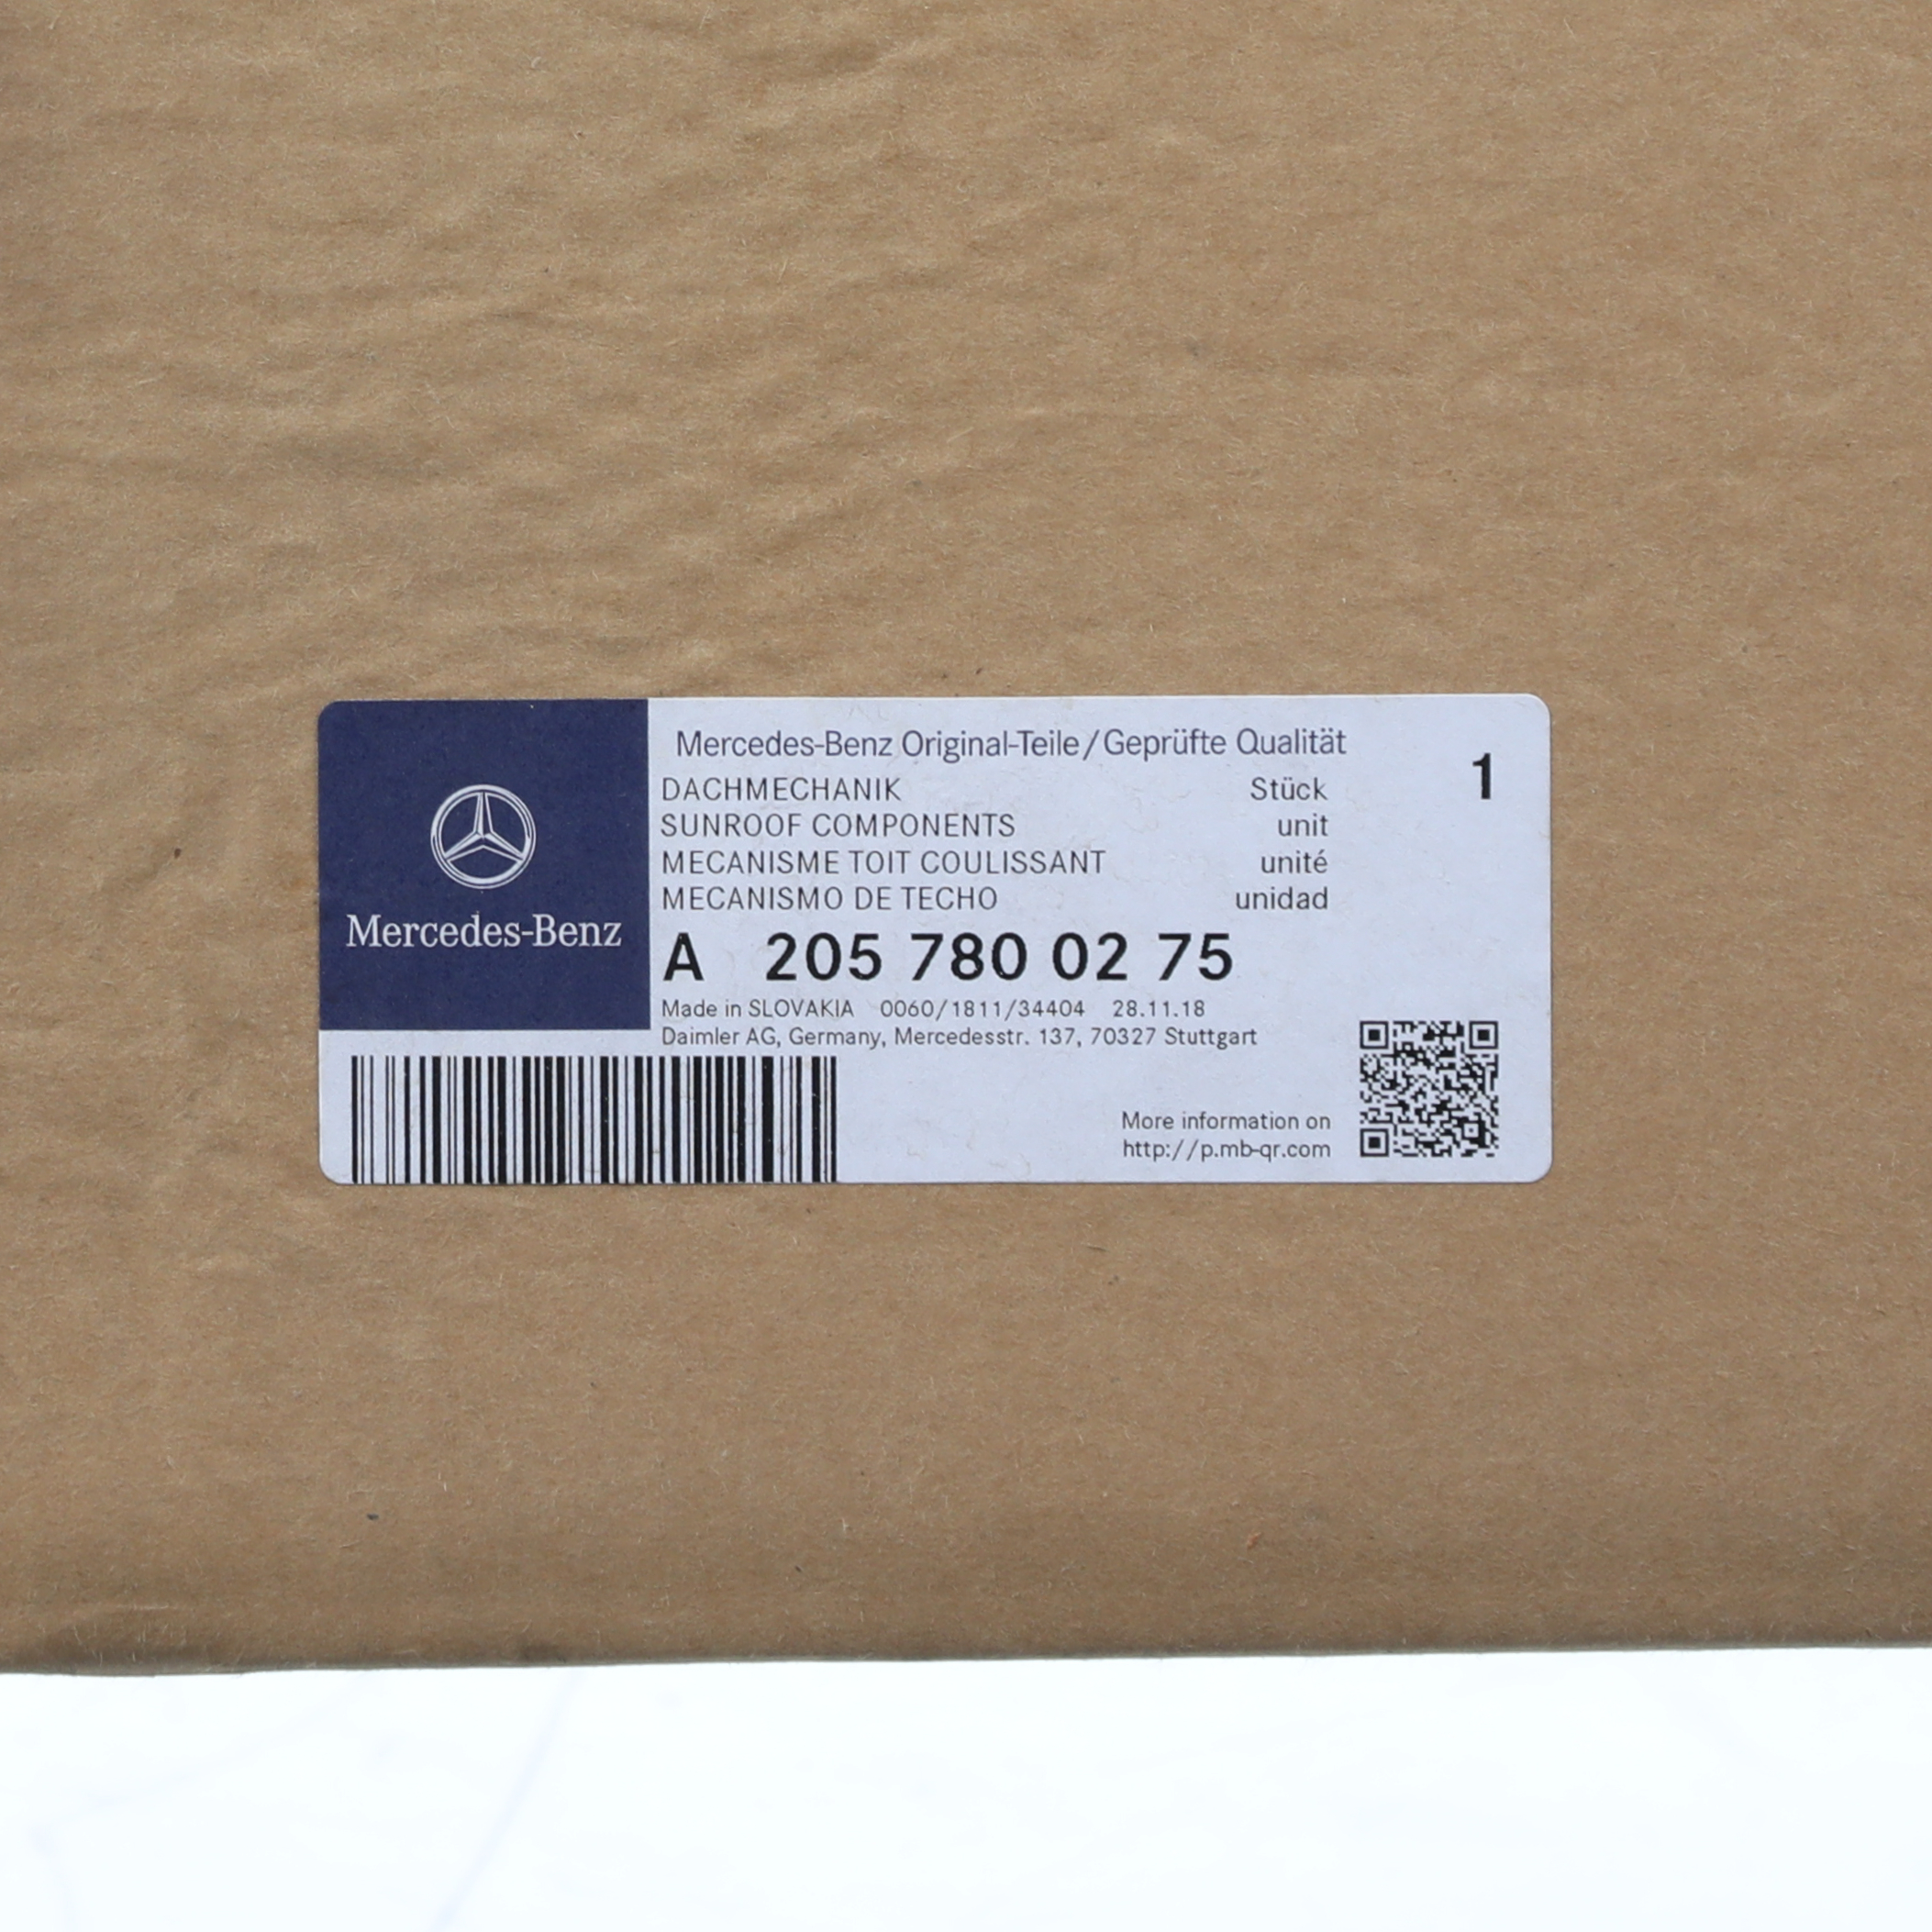 Mercedes-Benz
Mercedes-Benz Original-Teile/Geprüfte Qualität
1
DACHMECHANIK Stück
SUNROOF COMPONENTS unit
MECANISME TOIT COULISSANT unité
MECANISMO DE TECHO unidad
A 205 780 02 75
Made in SLOVAKIA 0060/1811/34404 28.11.18
Daimler AG, Germany, Mercedesstr. 137, 70327 Stuttgart
More information on
http://p.mb-qr.com